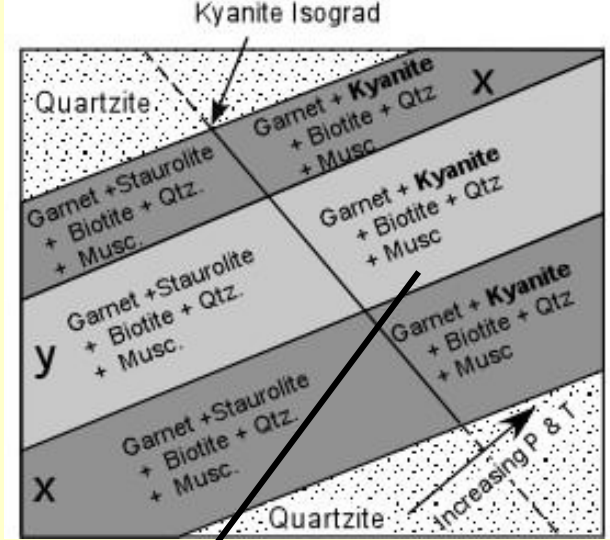 Kyanite Isograd
Quartzite
Garnet + Kyanite
+ Biotite + Qtz
+ Musc
x
Garnet +Staurolite
+ Biotite + Qtz.
+ Musc.
Garnet + Kyanite
+ Biotite + Qtz
+ Musc
Garnet +Staurolite
+ Biotite + Qtz.
+ Musc.
y
Garnet + Kyanite
+ Biotite + Qtz
+ Musc
Garnet +Staurolite
+ Biotite + Qtz.
+ Musc.
x
Quartzite
Increasing P & T